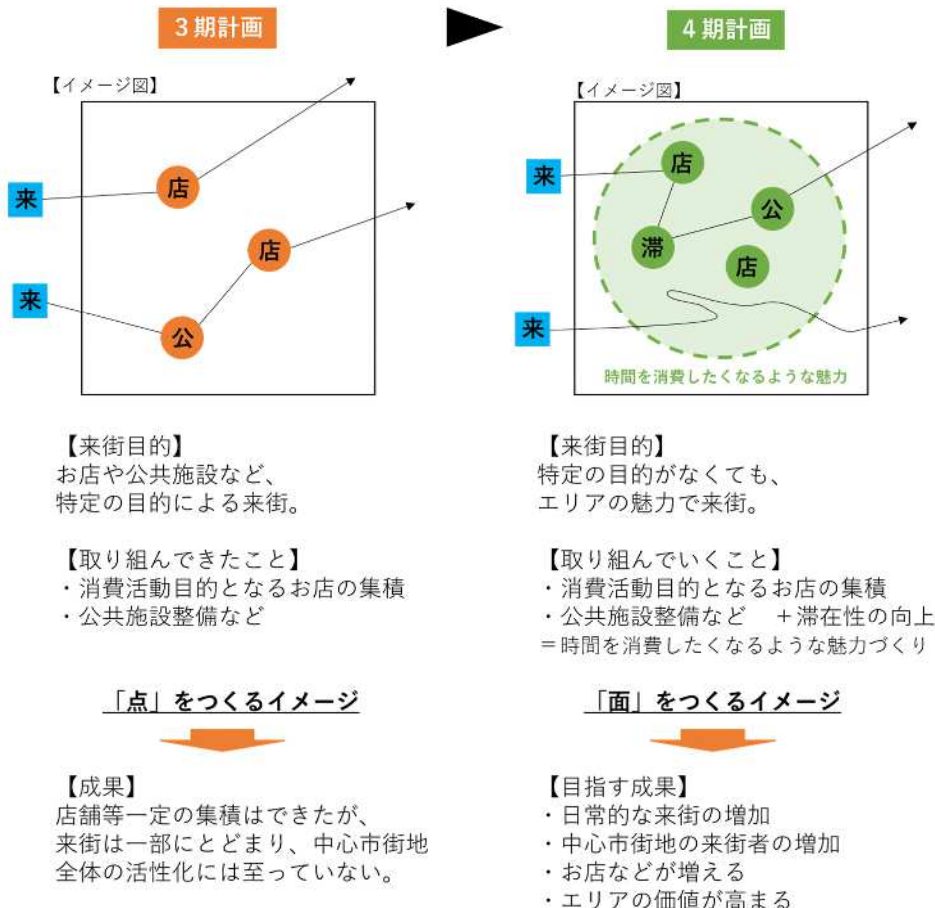 3期計画
【イメージ図】
来
店
店
来
公
【来街目的】
お店や公共施設など、
特定の目的による来街。
【取り組んできたこと】
・消費活動目的となるお店の集積
・公共施設整備など
「点」をつくるイメージ
【成果】
店舗等一定の集積はできたが、
来街は一部にとどまり、中心市街地
全体の活性化には至っていない。
4期計画
【イメージ図】
来
店
公
滞
店
来
時間を消費したくなるような魅力
【来街目的】
特定の目的がなくても、
エリアの魅力で来街。
【取り組んでいくこと】
・消費活動目的となるお店の集積
・公共施設整備など　＋滞在性の向上
＝時間を消費したくなるような魅力づくり
「面」をつくるイメージ
【目指す成果】
・日常的な来街の増加
・中心市街地の来街者の増加
・お店などが増える
・エリアの価値が高まる